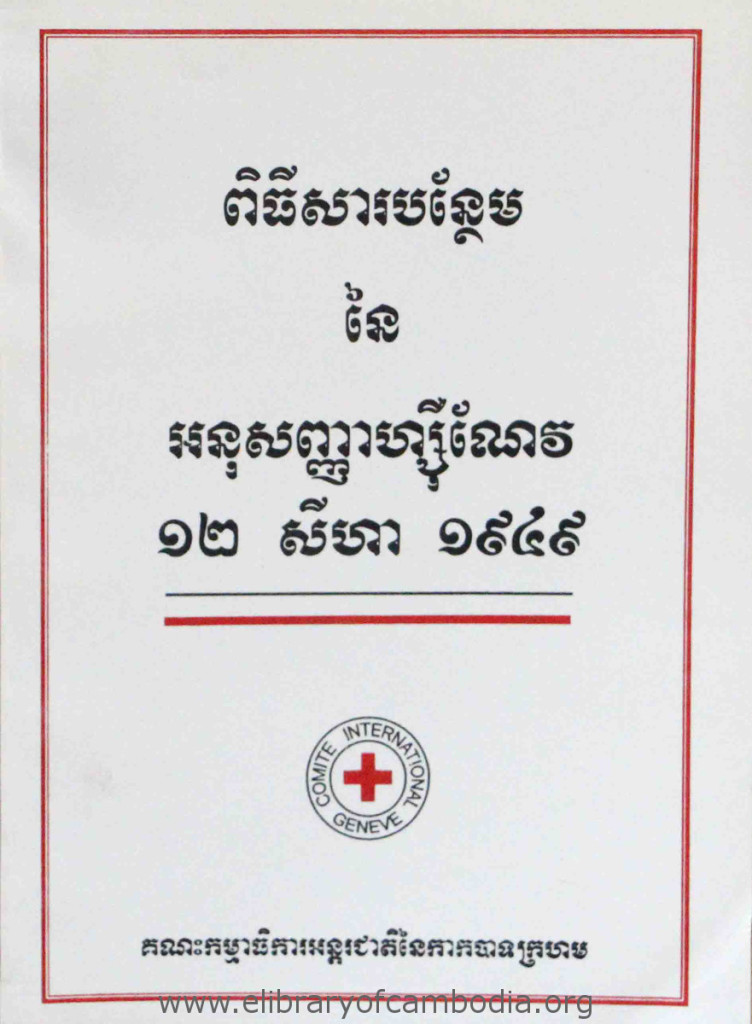 ពិធីសារបន្ថែម
នៃ
អនុសញ្ញាហ្ស៊ឺណែវ
១២ សីហា ១៩៤៩
COMITE INTERNATIONAL
GENEVE
គណះកម្មាធិការអន្តរជាតិនៃកាកបាទក្រហម
www.elibraryofcambodia.org